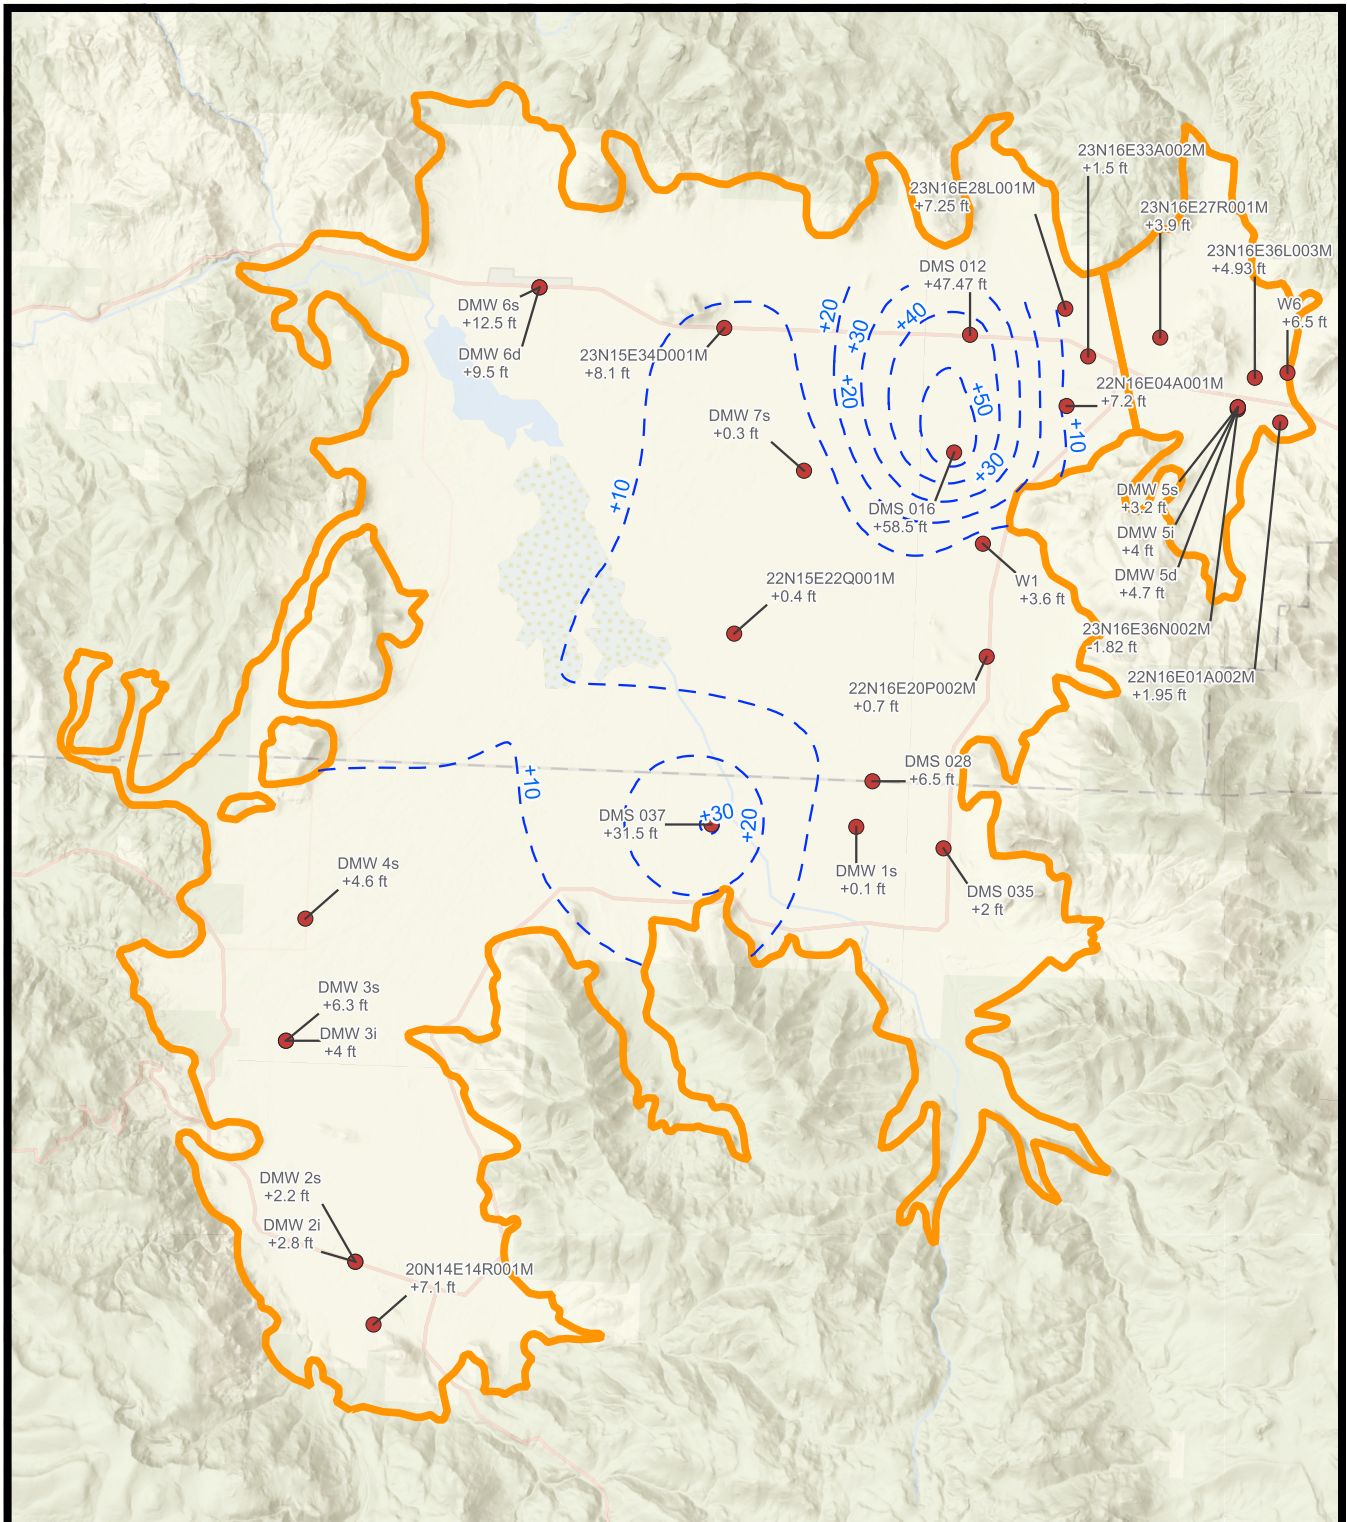 23N16E33A002M
+1.5 ft
23N16E28L001M
+7.25 ft
23N16E27R001M
+3.9 ft
23N16E36L003M
+4.93 ft
DMS 012
+47.47 ft
W6
+6.5 ft
DMW 6s
+12.5 ft
DMW 6d
+9.5 ft
23N15E34D001M
+8.1 ft
+20
+30
+40
+20
+50
22N16E04A001M
+7.2 ft
DMW 7s
+0.3 ft
+10
+30
+10
DMS 016
+58.5 ft
DMW 5s
+3.2 ft
DMW 5i
+4 ft
DMW 5d
+4.7 ft
22N15E22Q001M
+0.4 ft
W1
+3.6 ft
23N16E36N002M
-1.82 ft
22N16E20P002M
+0.7 ft
22N16E01A002M
+1.95 ft
DMS 028
+6.5 ft
+10
DMS 037
+31.5 ft
+30
+20
DMW 4s
+4.6 ft
DMW 1s
+0.1 ft
DMS 035
+2 ft
DMW 3s
+6.3 ft
DMW 3i
+4 ft
DMW 2s
+2.2 ft
DMW 2i
+2.8 ft
20N14E14R001M
+7.1 ft